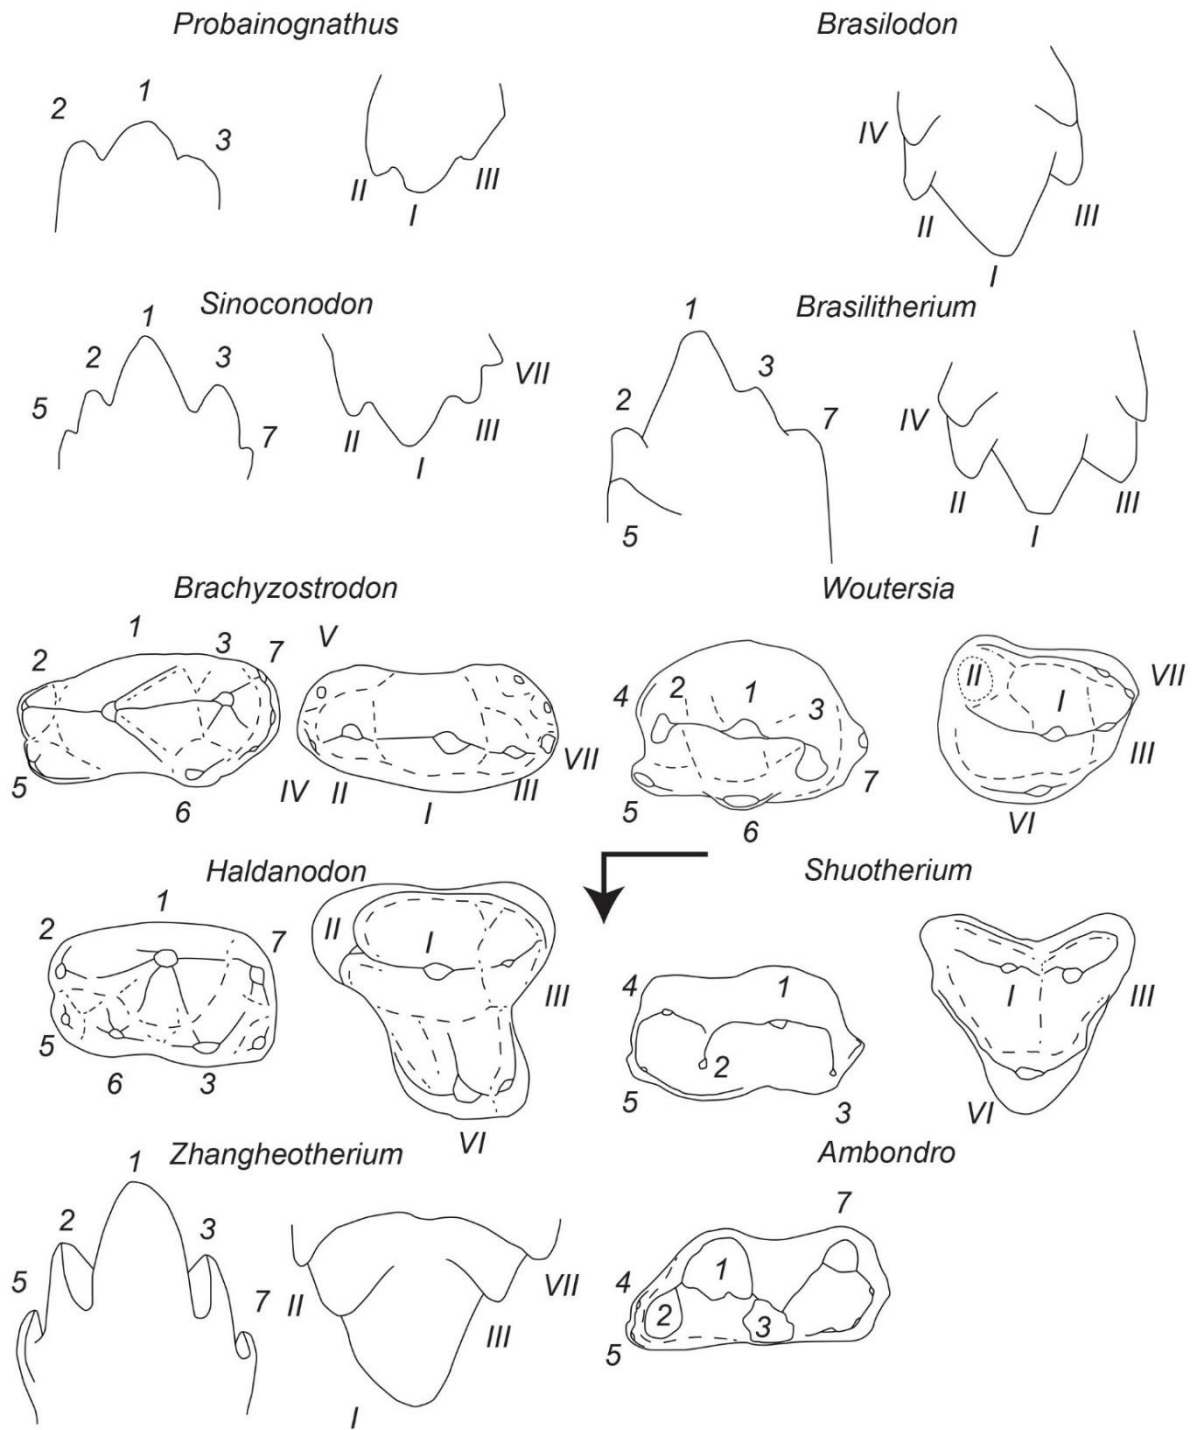 Probainognathus
Brasilodon
2
1
3
II
I
III
IV
II
I
III
Sinoconodon
Brasilitherium
5
2
1
3
7
II
I
III
VII
2
1
3
7
5
IV
II
I
III
Brachyzostrodon
Woutersia
2
1
3
7
5
6
V
IV
II
I
III
VII
4
2
1
3
7
5
6
II
I
VII
III
VI
Haldanodon
Shuotherium
2
1
7
5
6
3
II
I
III
VI
4
1
2
5
3
I
III
VI
Zhangheotherium
Ambondro
5
2
1
3
7
II
I
III
VII
4
1
7
2
3
5